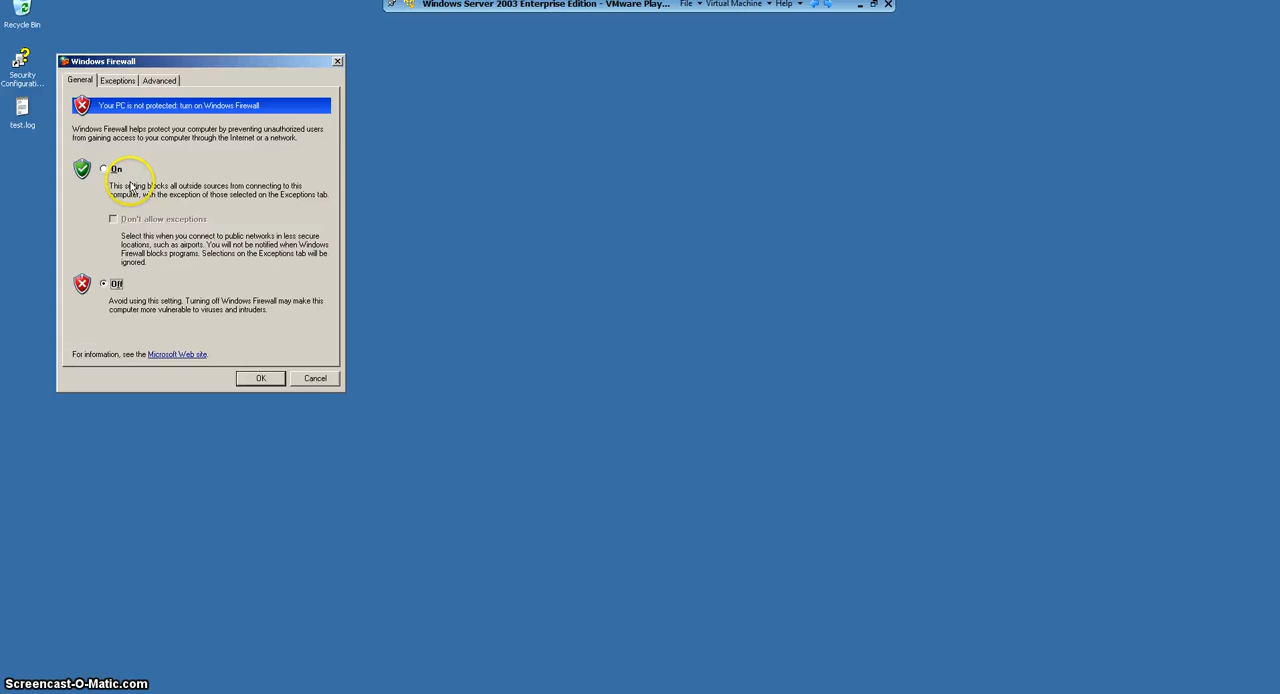 Windows Server 2003 Enterprise Edition - VMware Play...
File
Virtual Machine
Help
Recycle Bin
Security
Configurati...
test.log
Windows Firewall
General
Exceptions
Advanced
Your PC is not protected: turn on Windows Firewall
Windows Firewall helps protect your computer by preventing unauthorized users
from gaining access to your computer through the Internet or a network.
On
This setting blocks all outside sources from connecting to this
computer, with the exception of those selected on the Exceptions tab.
Don't allow exceptions
Select this when you connect to public networks in less secure
locations, such as airports. You will not be notified when Windows
Firewall blocks programs. Selections on the Exceptions tab will be
ignored.
Off
Avoid using this setting. Turning off Windows Firewall may make this
computer more vulnerable to viruses and intruders.
For information, see the Microsoft Web site.
OK
Cancel
Screencast-O-Matic.com